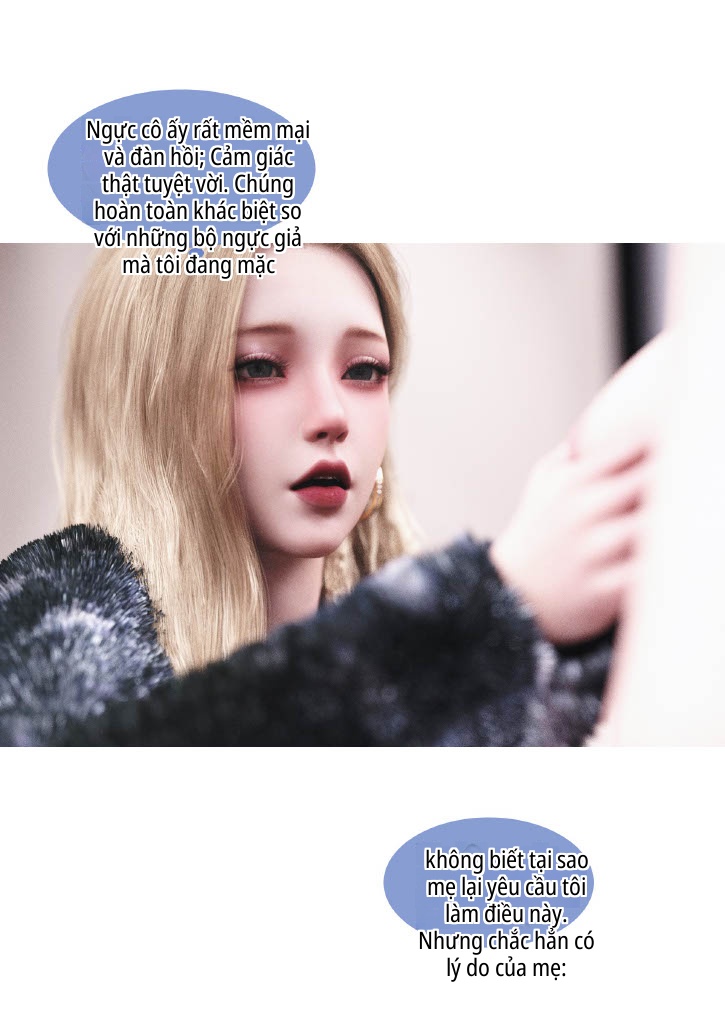 Ngực cô ấy rất mềm mại
và đàn hồi; Cảm giác
thật tuyệt vời. Chúng
hoàn toàn khác biệt so
với những bộ ngực giả
mà tôi đang mặc
không biết tại sao
mẹ lại yêu cầu tôi
làm điều này.
Nhưng chắc hẳn có
lý do của mẹ: